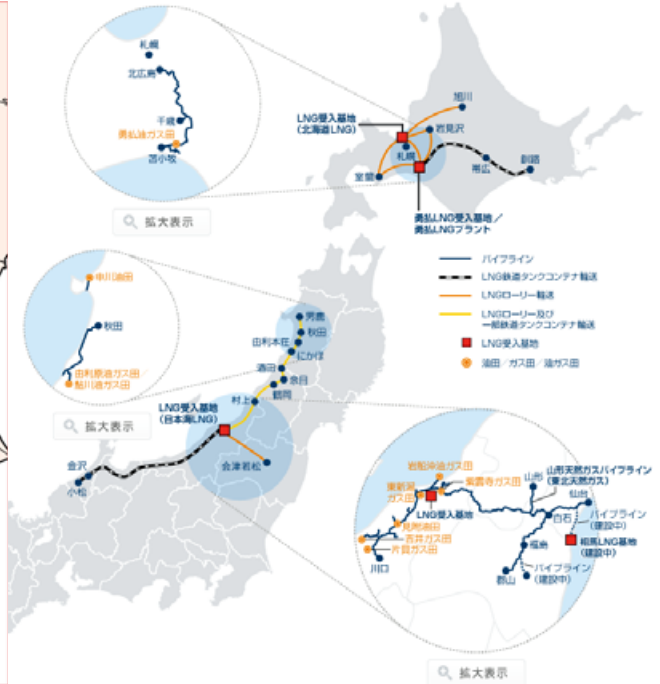 札幌
北広島
千歳
勇払油ガス田
苫小牧
拡大表示
旭川
LNG受入基地
(北海道LNG)
岩見沢
札幌
帯広
釧路
室蘭
勇払LNG受入基地/
勇払LNGプラント
パイプライン
LNG鉄道タンクコンテナ輸送
LNGローリー輸送
LNGローリー及び
一部鉄道タンクコンテナ輸送
LNG受入基地
油田/ガス田/油ガス田
申川油田
秋田
由利原油ガス田
鮎川油ガス田
拡大表示
男鹿
秋田
由利本荘
にかほ
酒田
余目
鶴岡
村上
LNG受入基地
(日本海LNG)
会津若松
金沢
小松
岩船沖油ガス田
東新潟
ガス田
紫雲寺ガス田
LNG受入基地
見附油田
吉井ガス田
片貝ガス田
川口
山形
山形天然ガスパイプライン
(東北天然ガス)
仙台
白石
パイプライン
(建設中)
相馬LNG基地
(建設中)
福島
郡山
パイプライン
(建設中)
拡大表示